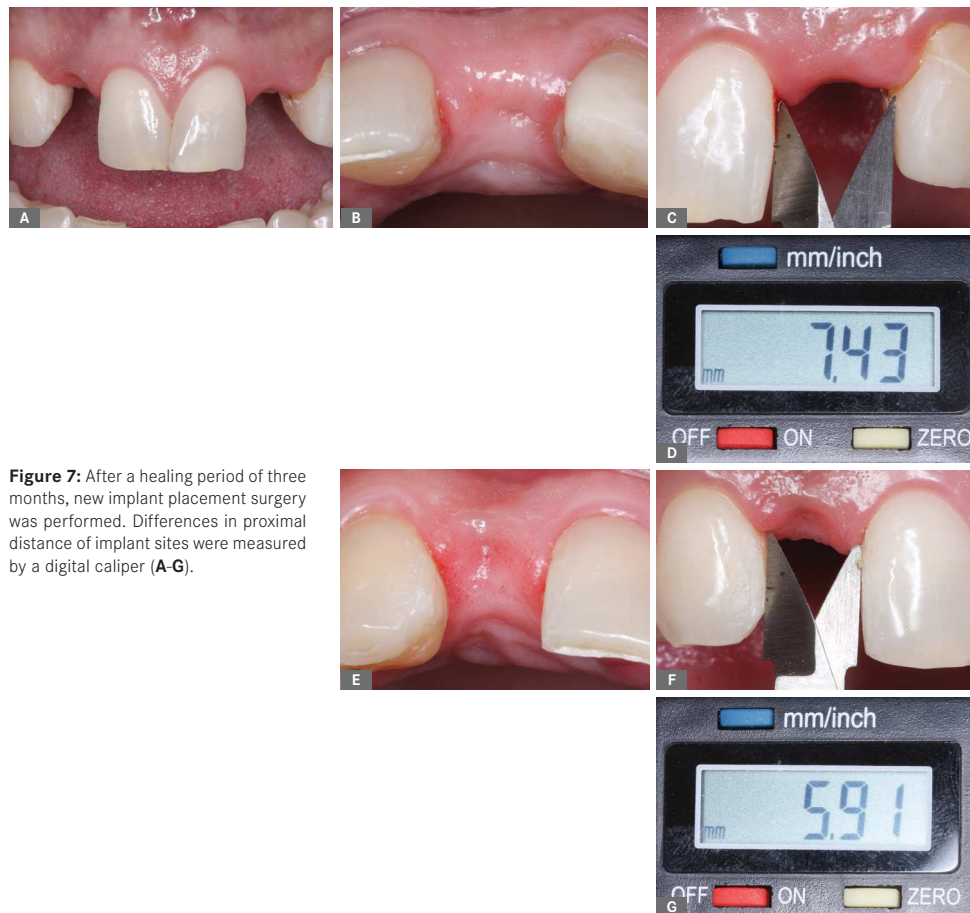 A
B
C
mm/inch
7.43
mm
OFF
ON
ZERO
D
Figure 7: After a healing period of three
months, new implant placement surgery
was performed. Differences in proximal
distance of implant sites were measured
by a digital caliper (A-G).
E
F
mm/inch
5.91
mm
OFF
ON
ZERO
G